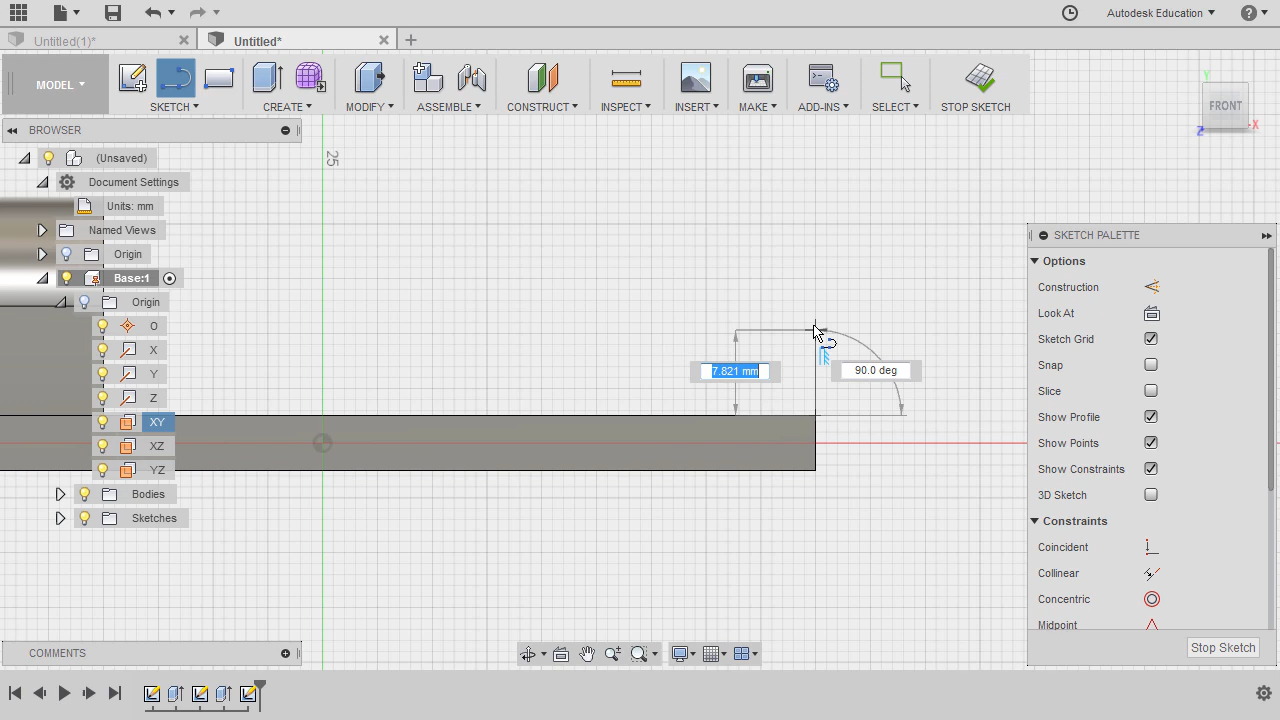 Autodesk Education
Untitled(1)*
Untitled*
MODEL
SKETCH
CREATE
MODIFY
ASSEMBLE
CONSTRUCT
INSPECT
INSERT
MAKE
ADD-INS
SELECT
STOP SKETCH
BROWSER
FRONT
Y
X
Z
25
(Unsaved)
Document Settings
Units: mm
Named Views
Origin
Base:1
Origin
O
X
Y
Z
XY
XZ
YZ
Bodies
Sketches
7.821 mm
90.0 deg
SKETCH PALETTE
Options
Construction
Look At
Sketch Grid
Snap
Slice
Show Profile
Show Points
Show Constraints
3D Sketch
Constraints
Coincident
Collinear
Concentric
Midpoint
Stop Sketch
COMMENTS